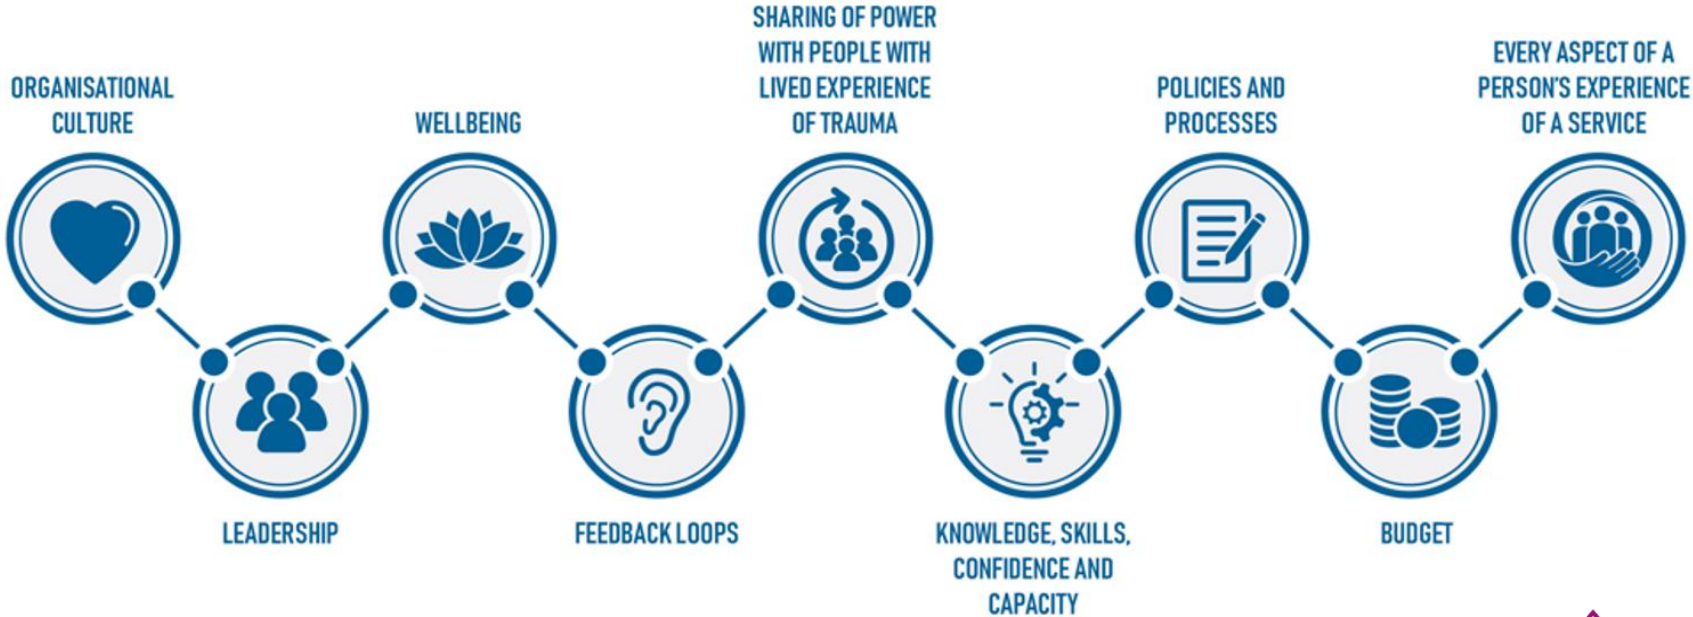 ORGANISATIONAL
CULTURE
LEADERSHIP
WELLBEING
FEEDBACK LOOPS
SHARING OF POWER
WITH PEOPLE WITH
LIVED EXPERIENCE
OF TRAUMA
KNOWLEDGE, SKILLS,
CONFIDENCE AND
CAPACITY
POLICIES AND
PROCESSES
BUDGET
EVERY ASPECT OF A
PERSON'S EXPERIENCE
OF A SERVICE